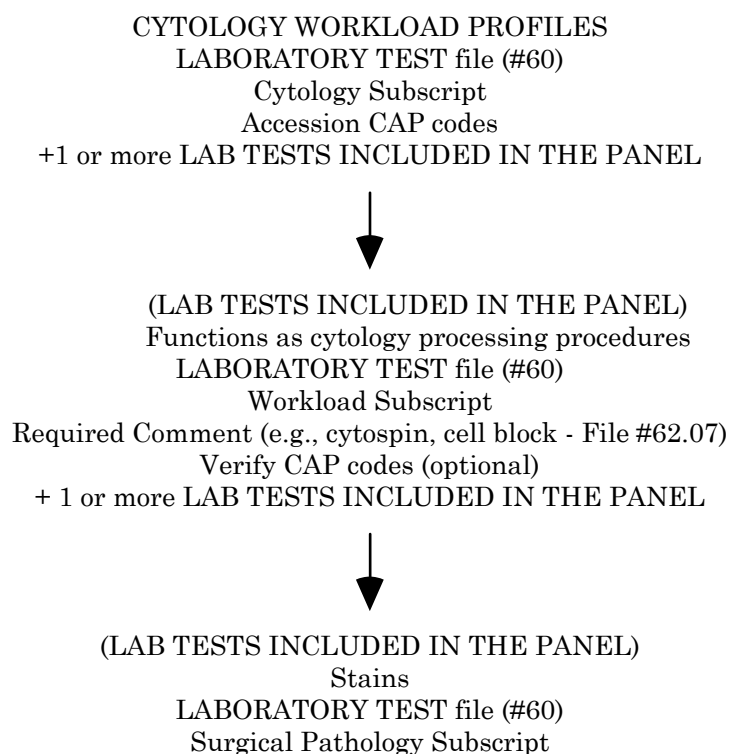 CYTOLOGY WORKLOAD PROFILES
LABORATORY TEST file (#60)
Cytology Subscript
Accession CAP codes
+1 or more LAB TESTS INCLUDED IN THE PANEL
(LAB TESTS INCLUDED IN THE PANEL)
Functions as cytology processing procedures
LABORATORY TEST file (#60)
Workload Subscript
Required Comment (e.g., cytospin, cell block - File #62.07)
Verify CAP codes (optional)
+ 1 or more LAB TESTS INCLUDED IN THE PANEL
(LAB TESTS INCLUDED IN THE PANEL)
Stains
LABORATORY TEST file (#60)
Surgical Pathology Subscript